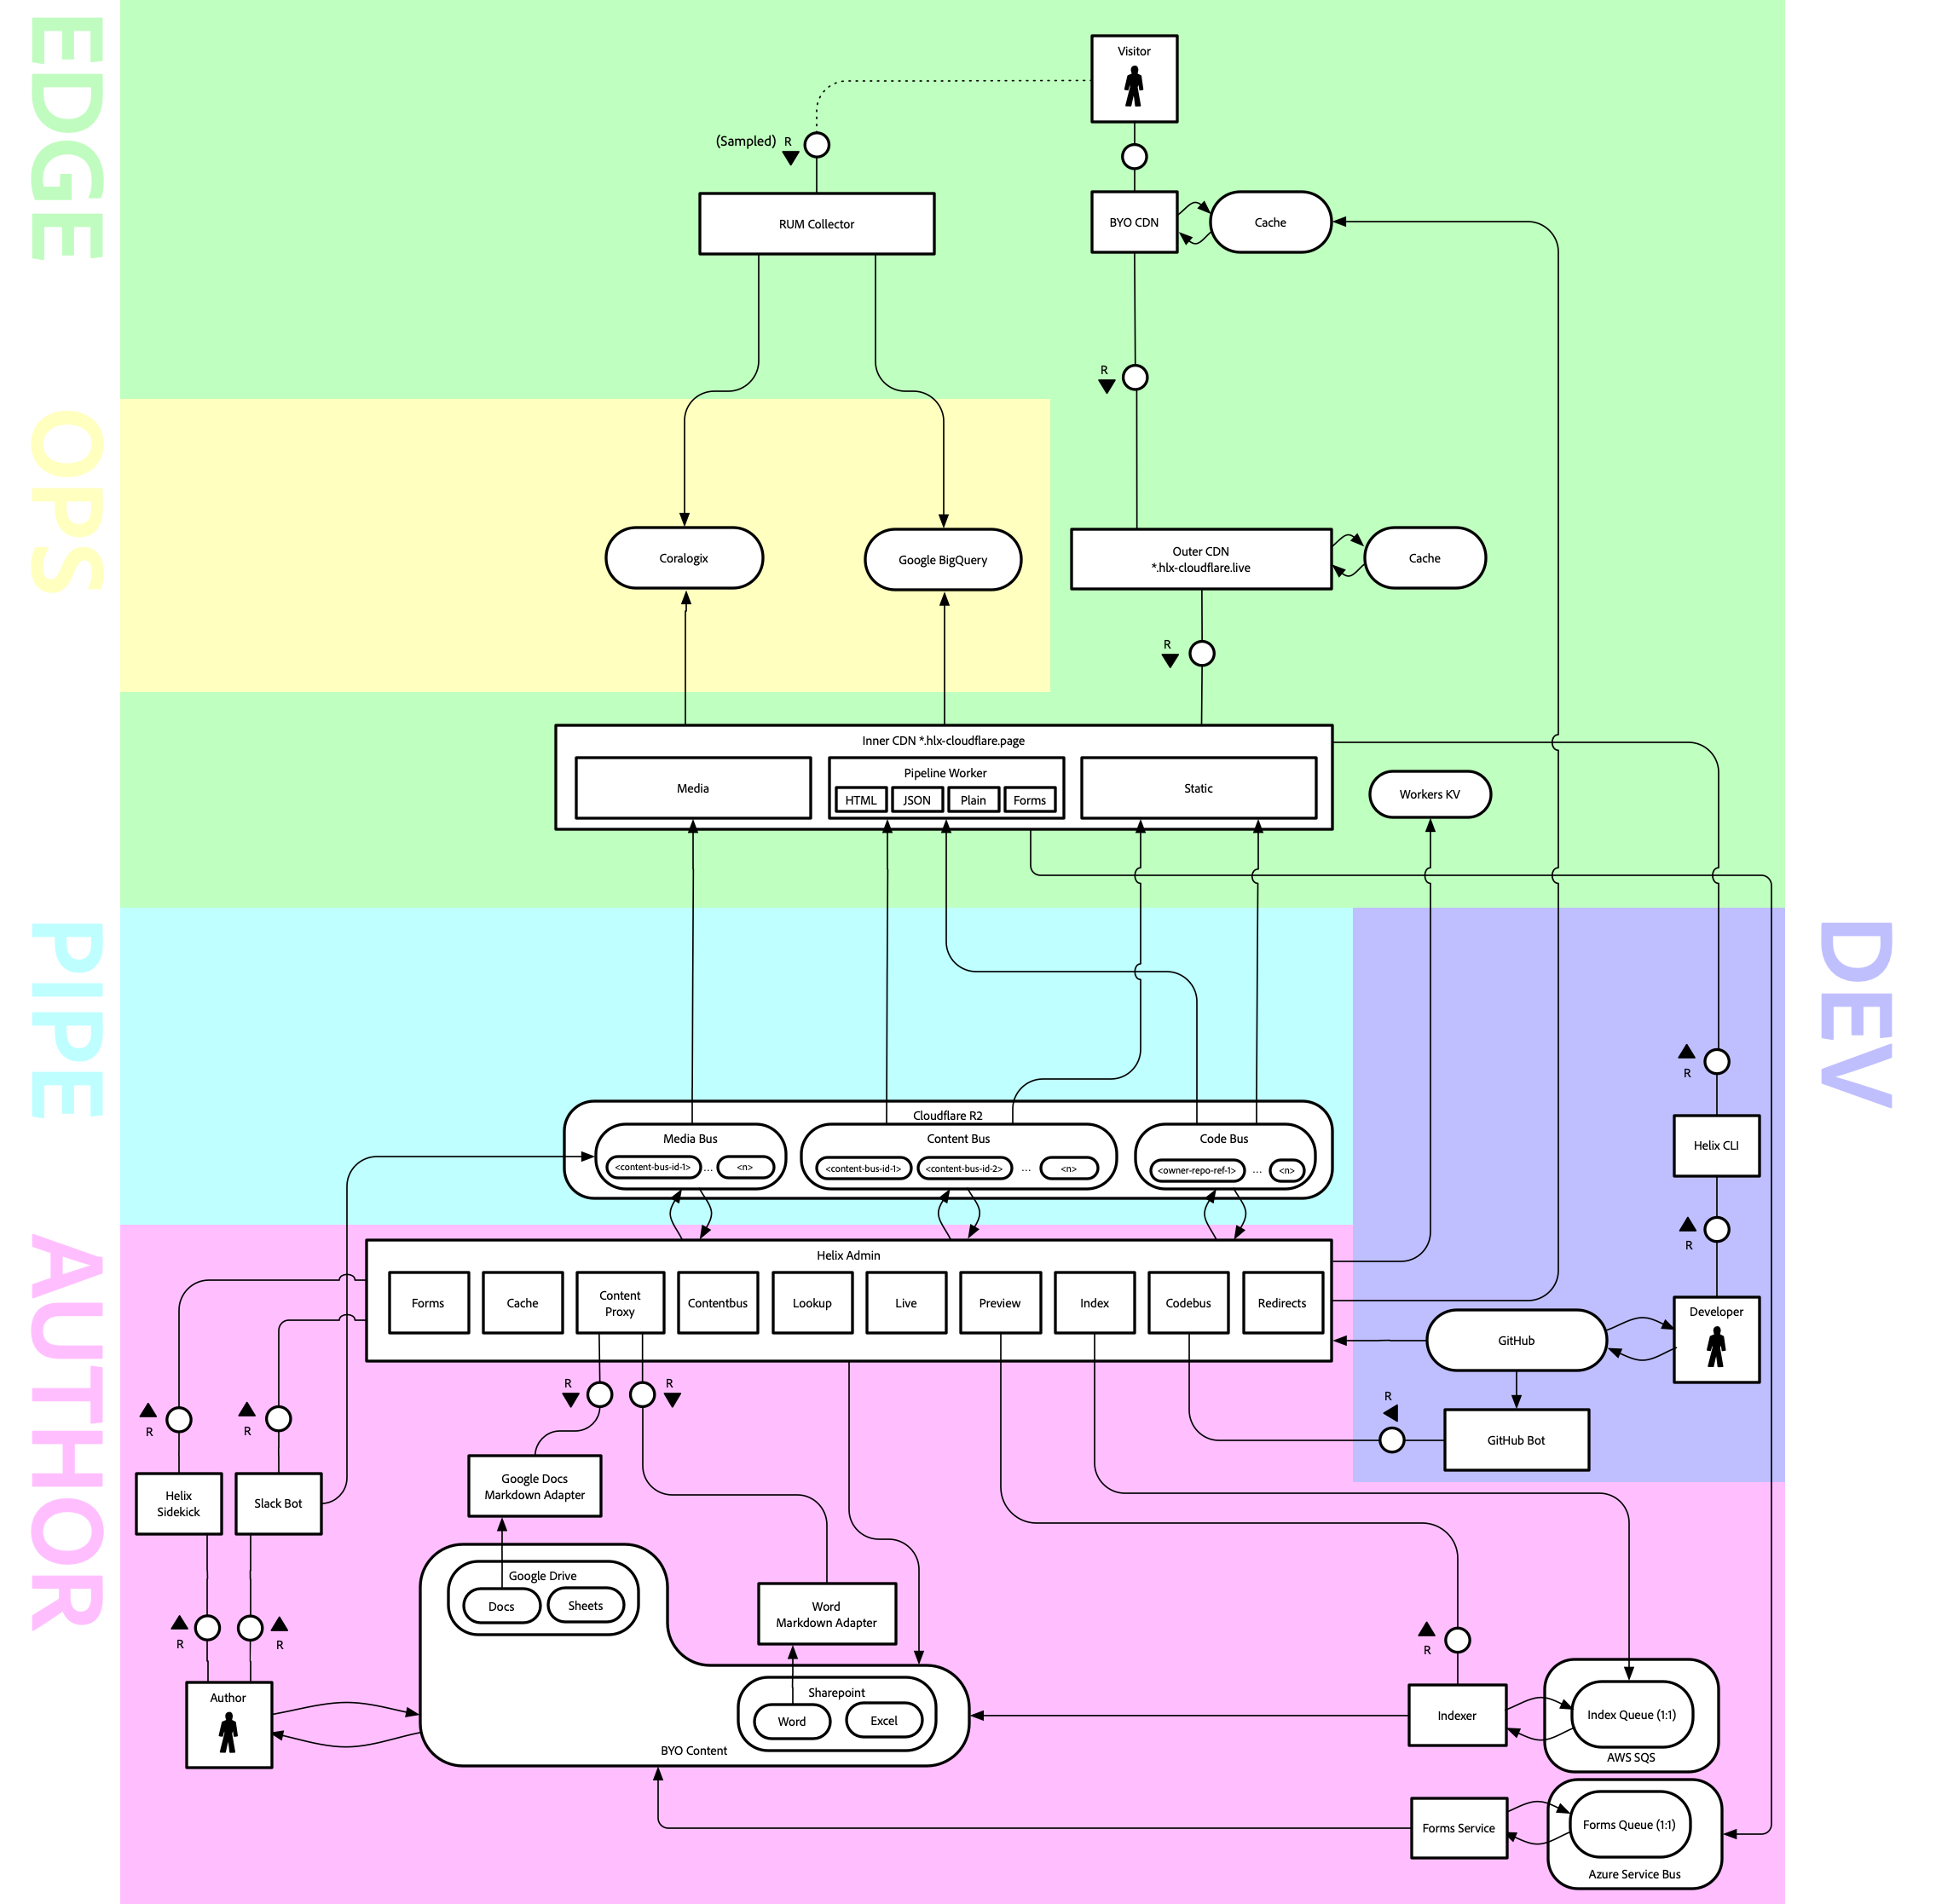 EDGE
Visitor
(Sampled)
R
RUM Collector
BYO CDN
Cache
R
OPS
Coralogix
Google BigQuery
Outer CDN
*.hlx-cloudflare.live
Cache
R
Inner CDN *.hlx-cloudflare.page
Media
Pipeline Worker
HTML
JSON
Plain
Forms
Static
Workers KV
PIPE
DEV
R
Cloudflare R2
Media Bus
<content-bus-id-1>
...
<n>
Content Bus
<content-bus-id-1>
<content-bus-id-2>
...
<n>
Code Bus
<owner-repo-ref-1>
...
<n>
Helix CLI
R
AUTHOR
Helix Admin
Forms
Cache
Content
Proxy
Contentbus
Lookup
Live
Preview
Index
Codebus
Redirects
GitHub
Developer
R
R
R
GitHub Bot
R
R
Helix
Sidekick
Slack Bot
Google Docs
Markdown Adapter
Google Drive
Docs
Sheets
Word
Markdown Adapter
R
R
R
Author
Sharepoint
Word
Excel
BYO Content
Indexer
Index Queue (1:1)
AWS SQS
Forms Service
Forms Queue (1:1)
Azure Service Bus